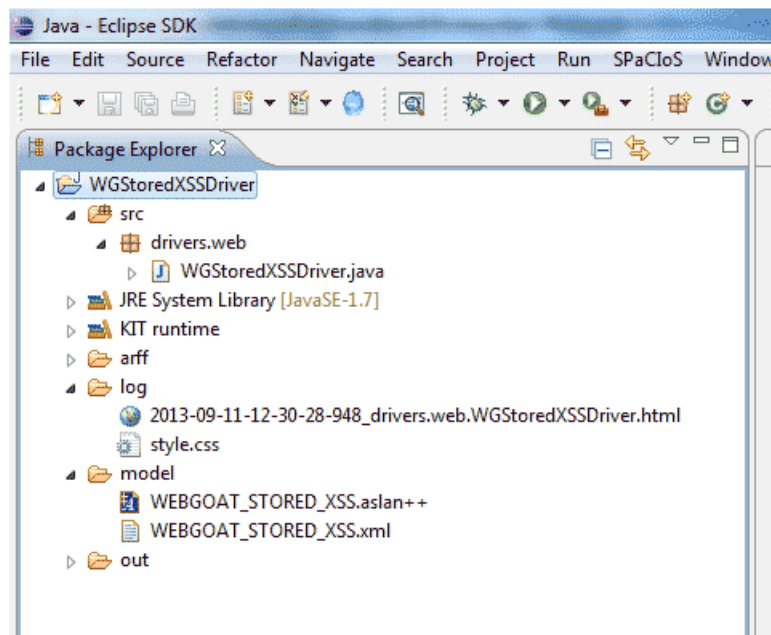 Java - Eclipse SDK
File Edit Source Refactor Navigate Search Project Run SPaCIoS Window
Package Explorer
WGStoredXSSDriver
src
drivers.web
WGStoredXSSDriver.java
JRE System Library [JavaSE-1.7]
KIT runtime
arff
log
2013-09-11-12-30-28-948_drivers.web.WGStoredXSSDriver.html
style.css
model
WEBGOAT_STORED_XSS.aslan++
WEBGOAT_STORED_XSS.xml
out